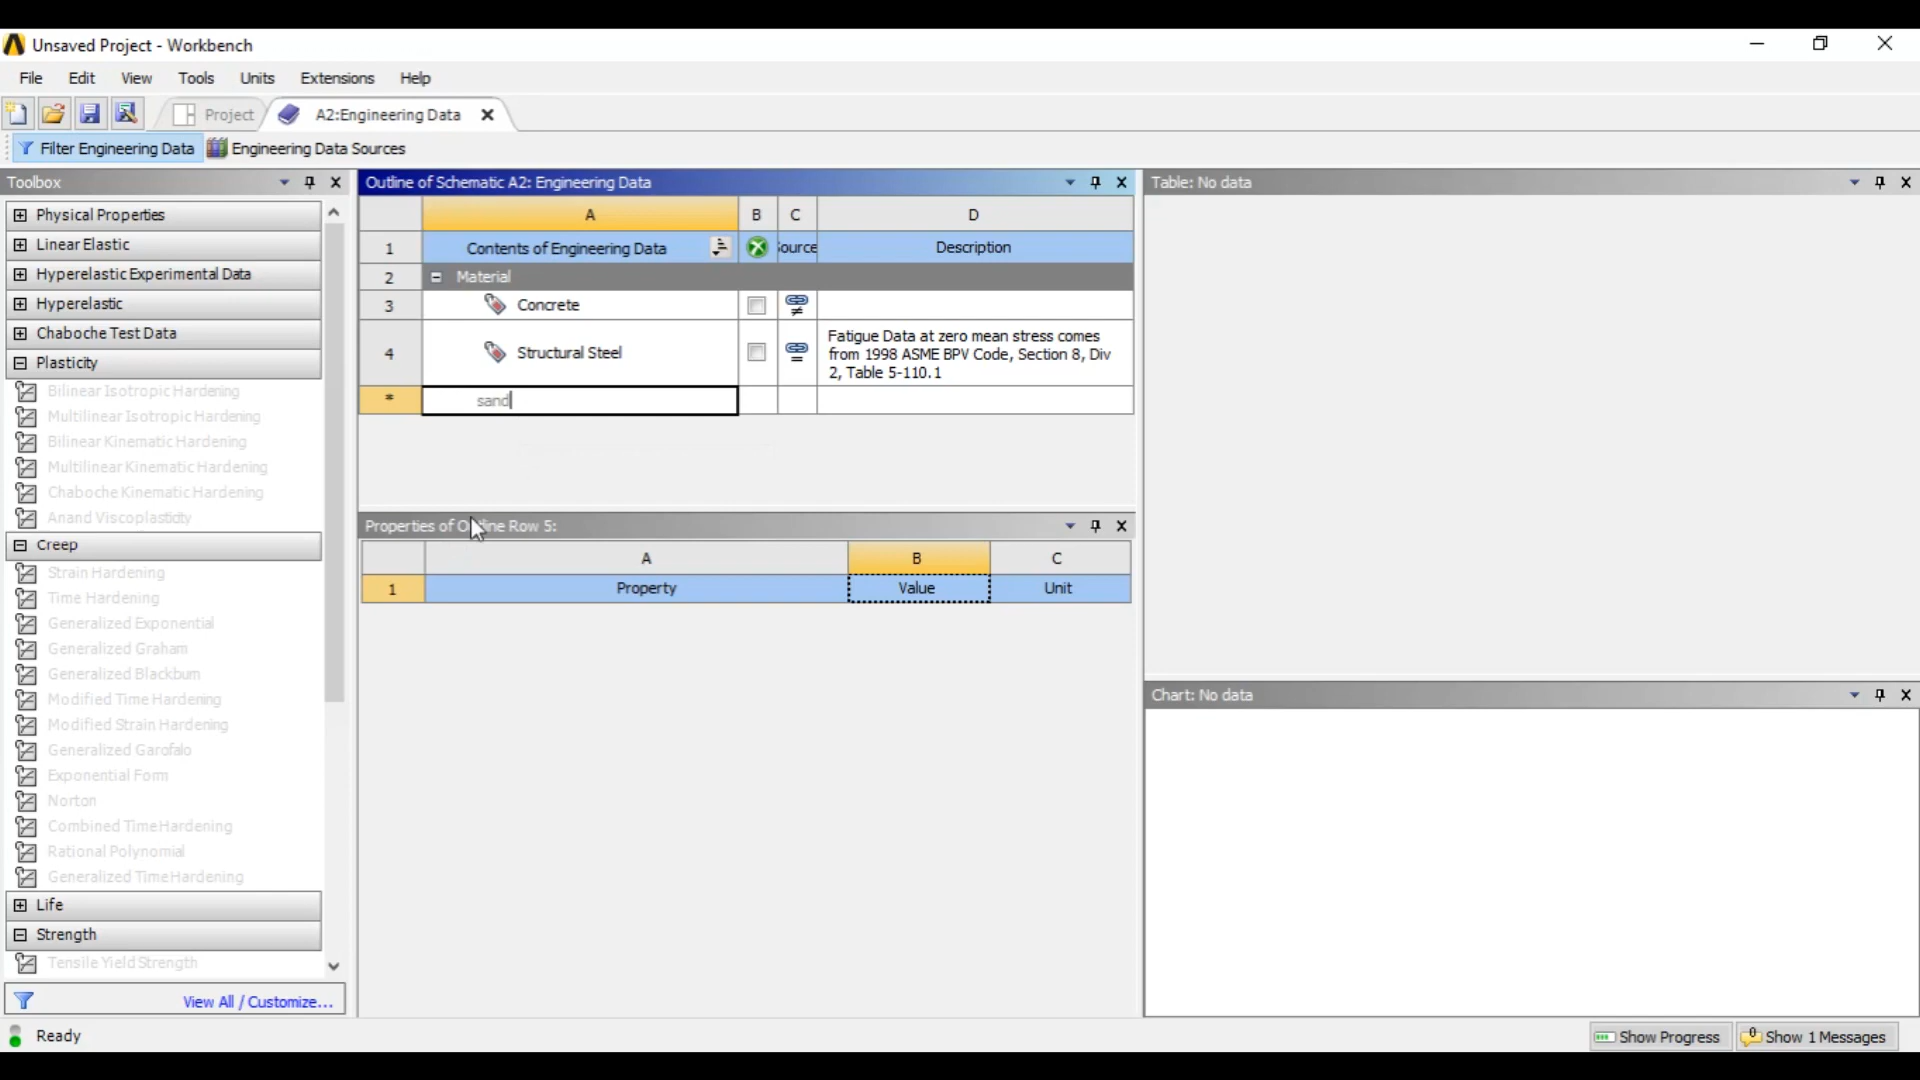 Unsaved Project - Workbench
File Edit View Tools Units Extensions Help
Project A2:Engineering Data
Filter Engineering Data Engineering Data Sources
Toolbox
Physical Properties
Linear Elastic
Hyperelastic Experimental Data
Hyperelastic
Chaboche Test Data
Plasticity
Bilinear Isotropic Hardening
Multilinear Isotropic Hardening
Bilinear Kinematic Hardening
Multilinear Kinematic Hardening
Chaboche Kinematic Hardening
Anand Viscoplasticity
Creep
Strain Hardening
Time Hardening
Generalized Exponential
Generalized Graham
Generalized Blackburn
Modified Time Hardening
Modified Strain Hardening
Generalized Garofalo
Exponential Form
Norton
Combined Time Hardening
Rational Polynomial
Generalized Time Hardening
Life
Strength
Tensile Yield Strength
View All / Customize...
Outline of Schematic A2: Engineering Data
A B C D
1 Contents of Engineering Data ource Description
2 Material
3 Concrete
4 Structural Steel
Fatigue Data at zero mean stress comes
from 1998 ASME BPV Code, Section 8, Div
2, Table 5-110.1
* sand
Properties of Outline Row 5:
A B C
1 Property Value Unit
Table: No data
Chart: No data
Ready
Show Progress 0 Show 1 Messages